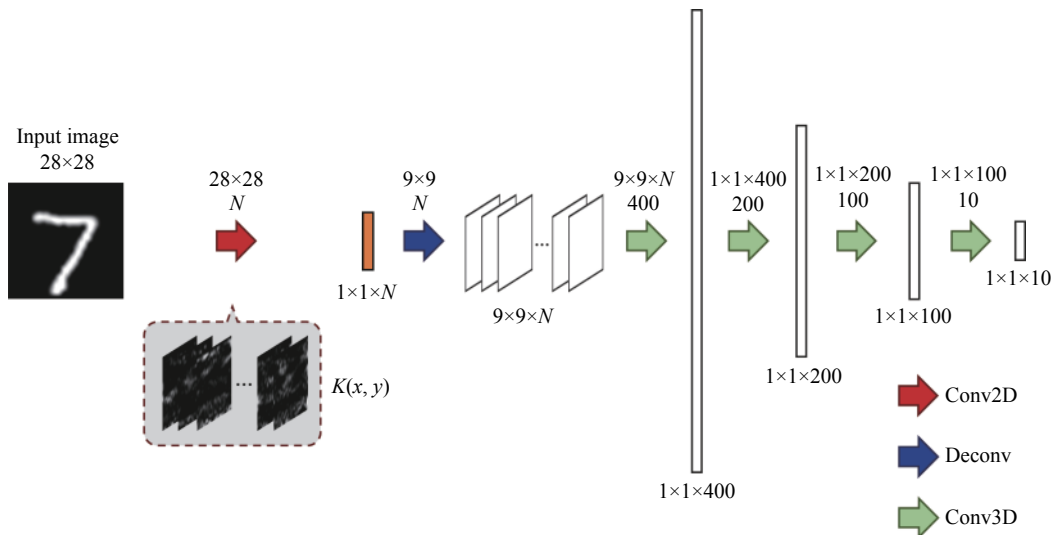 Input image
28×28
28×28
N
K(x, y)
1×1×N
9×9
N
...
...
9×9×N
9×9×N
400
1×1×400
1×1×400
200
1×1×200
1×1×200
100
1×1×100
1×1×100
10
1×1×10
Conv2D
Deconv
Conv3D